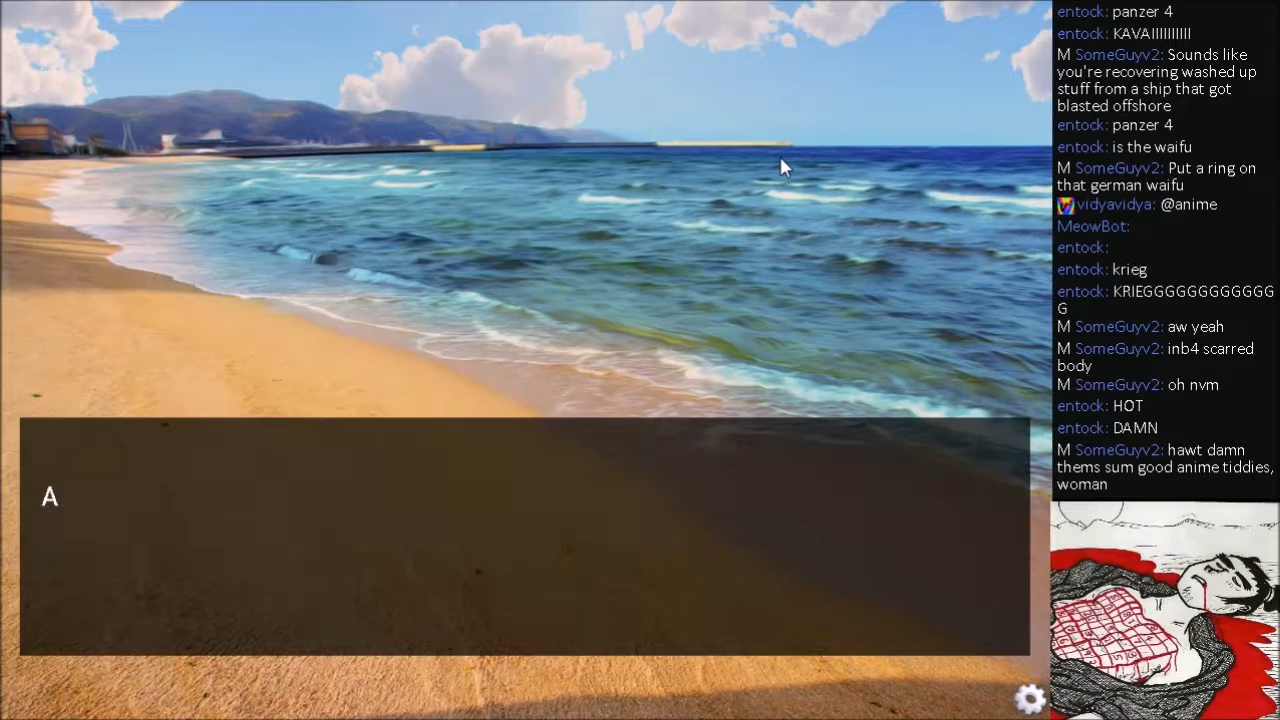 entock: panzer 4
entock: KAVAIIIIIIIIII
M SomeGuyv2: Sounds like
you're recovering washed up
stuff from a ship that got
blasted offshore
entock: panzer 4
entock: is the waifu
M SomeGuyv2: Put a ring on
that german waifu
vidyavidya: @anime
MeowBot:
entock:
entock: krieg
entock: KRIEGGGGGGGGGGGG
G
M SomeGuyv2: aw yeah
M SomeGuyv2: inb4 scarred
body
M SomeGuyv2: oh nvm
entock: HOT
entock: DAMN
M SomeGuyv2: hawt damn
thems sum good anime tiddies,
woman
A